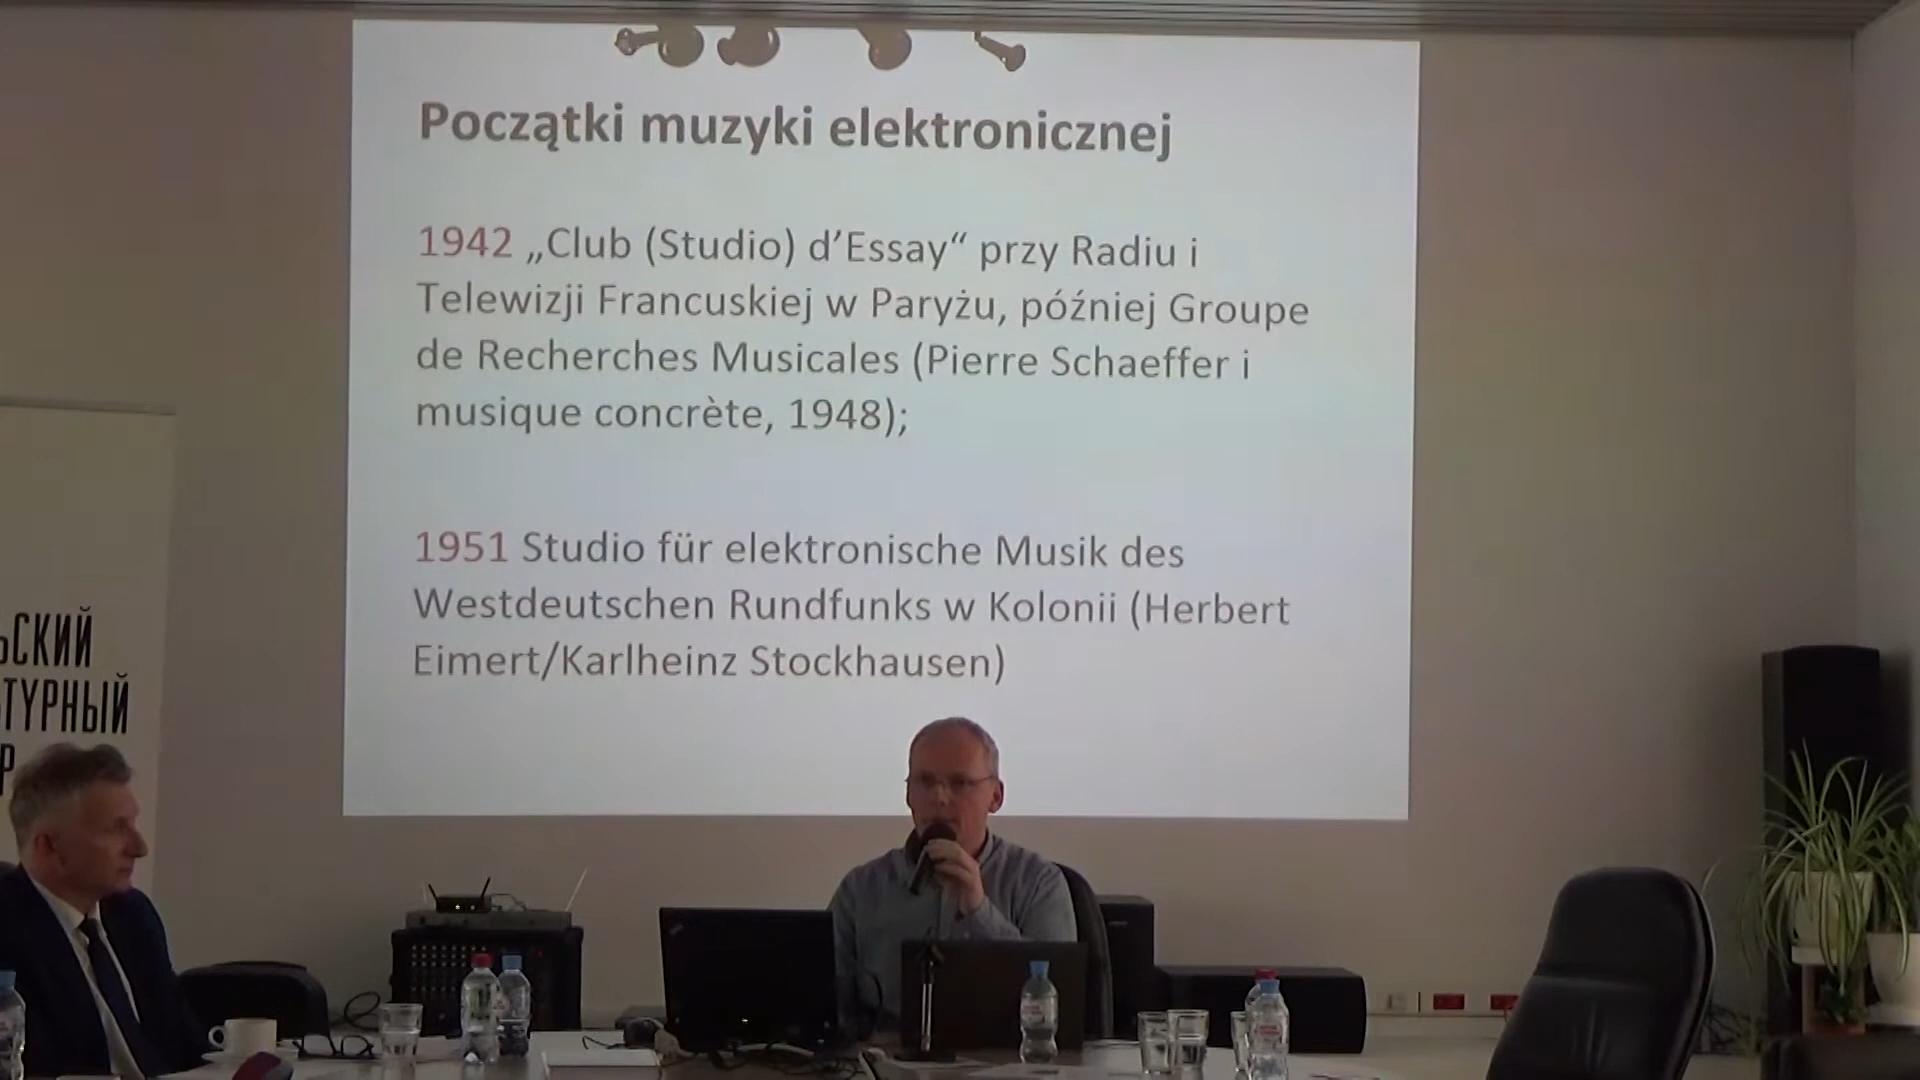 Początki muzyki elektronicznej
1942 „Club (Studio) d’Essay“ przy Radiu i
Telewizji Francuskiej w Paryżu, później Groupe
de Recherches Musicales (Pierre Schaeffer i
musique concrète, 1948);
1951 Studio für elektronische Musik des
Westdeutschen Rundfunks w Kolonii (Herbert
Eimert/Karlheinz Stockhausen)
ьский
турный
р